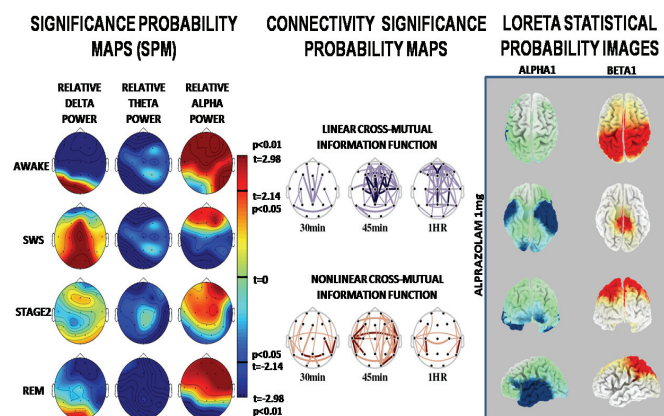 SIGNIFICANCE PROBABILITY
MAPS (SPM)
RELATIVE
DELTA
POWER
RELATIVE
THETA
POWER
RELATIVE
ALPHA
POWER
AWAKE
SWS
STAGE2
REM
p<0.01
t=2.98
t=2.14
p<0.05
t=0
p<0.05
t=-2.14
t=-2.98
p<0.01
CONNECTIVITY SIGNIFICANCE
PROBABILITY MAPS
LINEAR CROSS-MUTUAL
INFORMATION FUNCTION
30min
45min
1HR
NONLINEAR CROSS-MUTUAL
INFORMATION FUNCTION
30min
45min
1HR
LORETA STATISTICAL
PROBABILITY IMAGES
ALPHA1
BETA1
ALPRAZOLAM 1mg